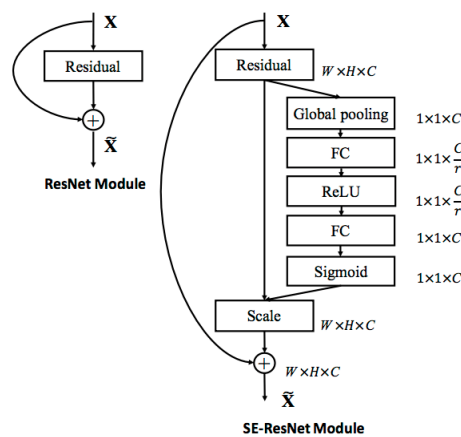 X
Residual
+
X̃
ResNet Module
X
Residual
W×H×C
Global pooling
1×1×C
FC
1×1×C/r
ReLU
1×1×C/r
FC
1×1×C
Sigmoid
1×1×C
Scale
W×H×C
+
W×H×C
X̃
SE-ResNet Module